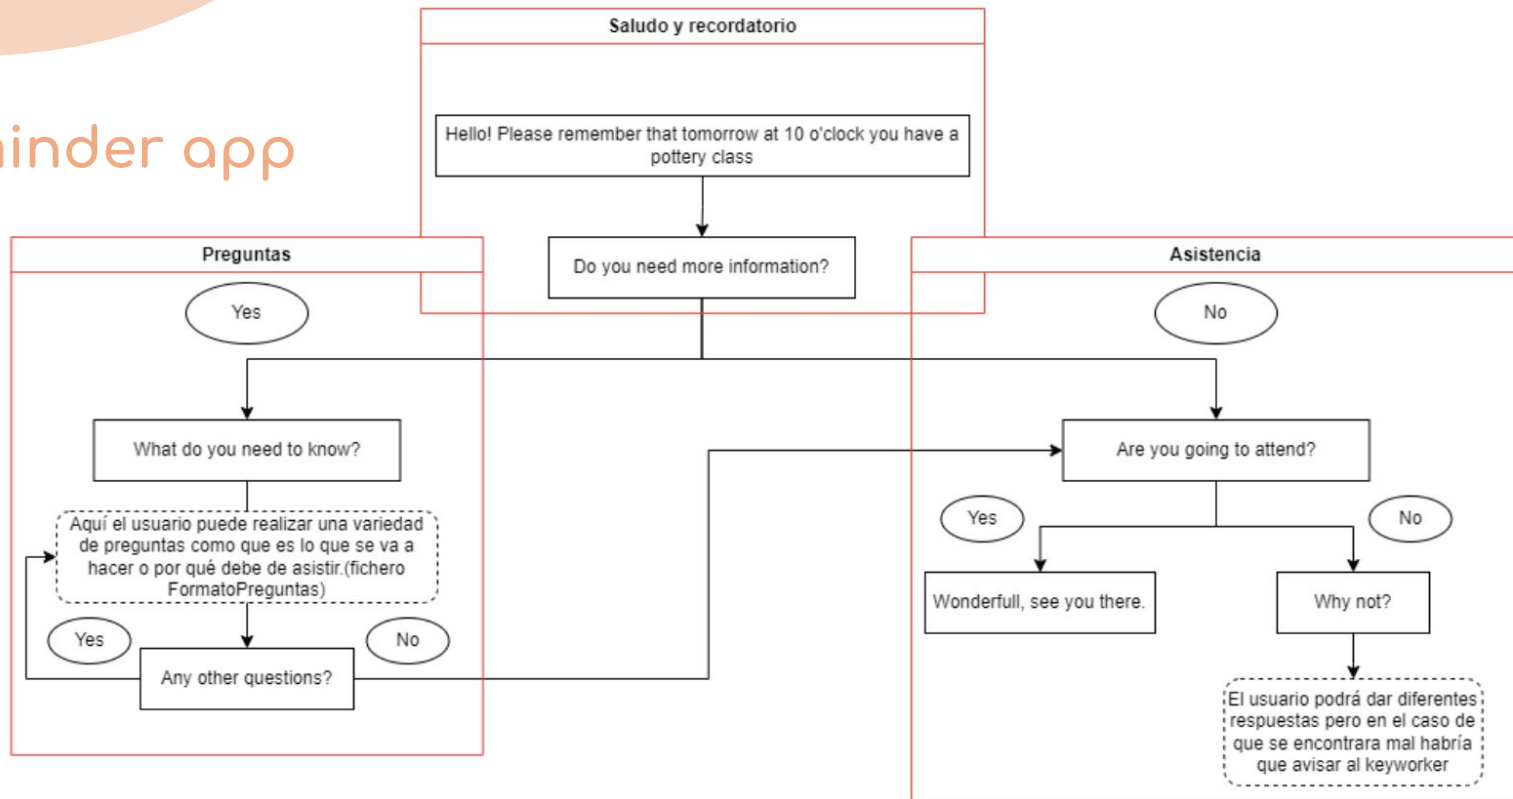 Saludo y recordatorio
Hello! Please remember that tomorrow at 10 o'clock you have a
pottery class
inder app
Do you need more information?
Preguntas
Yes
What do you need to know?
Aquí el usuario puede realizar una variedad
de preguntas como que es lo que se va a
hacer o por qué debe de asistir.(fichero
FormatoPreguntas)
Yes
No
Any other questions?
Asistencia
No
Are you going to attend?
Yes
No
Wonderfull, see you there.
Why not?
El usuario podrá dar diferentes
respuestas pero en el caso de
que se encontrara mal habría
que avisar al keyworker